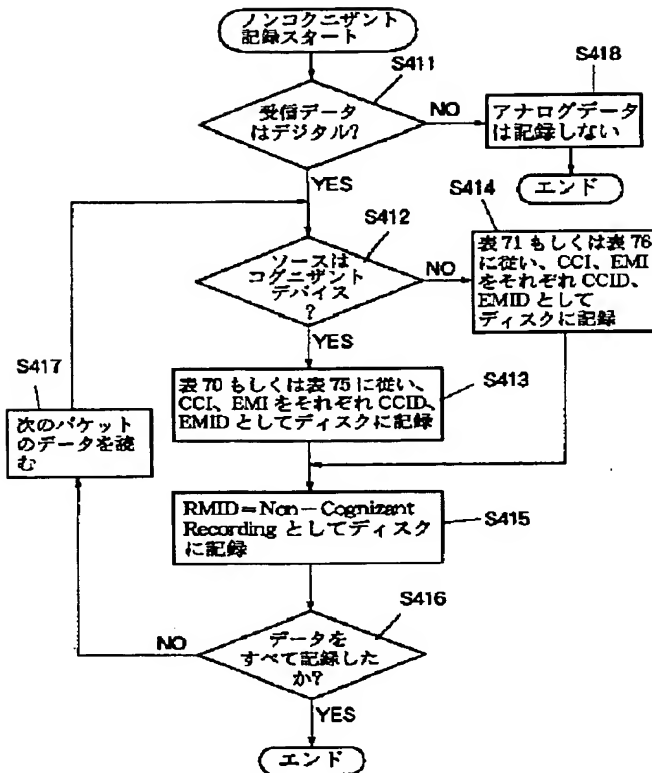 ノンコグニザント
記録スタート
S411
受信データ
はデジタル?
NO
S418
アナログデータ
は記録しない
エンド
YES
S412
ソースは
コグニザント
デバイス
?
NO
S414
表71もしくは表76
に従い、CCI、EMI
をそれぞれCCID、
EMIDとして
ディスクに記録
YES
S413
表70もしくは表75に従い、
CCI、EMIをそれぞれCCID、
EMIDとしてディスクに記録
S417
次のパケット
のデータを読
む
S415
RMID=Non-Cognizant
Recordingとしてディスク
に記録
S416
データを
すべて記録した
か?
NO
YES
エンド